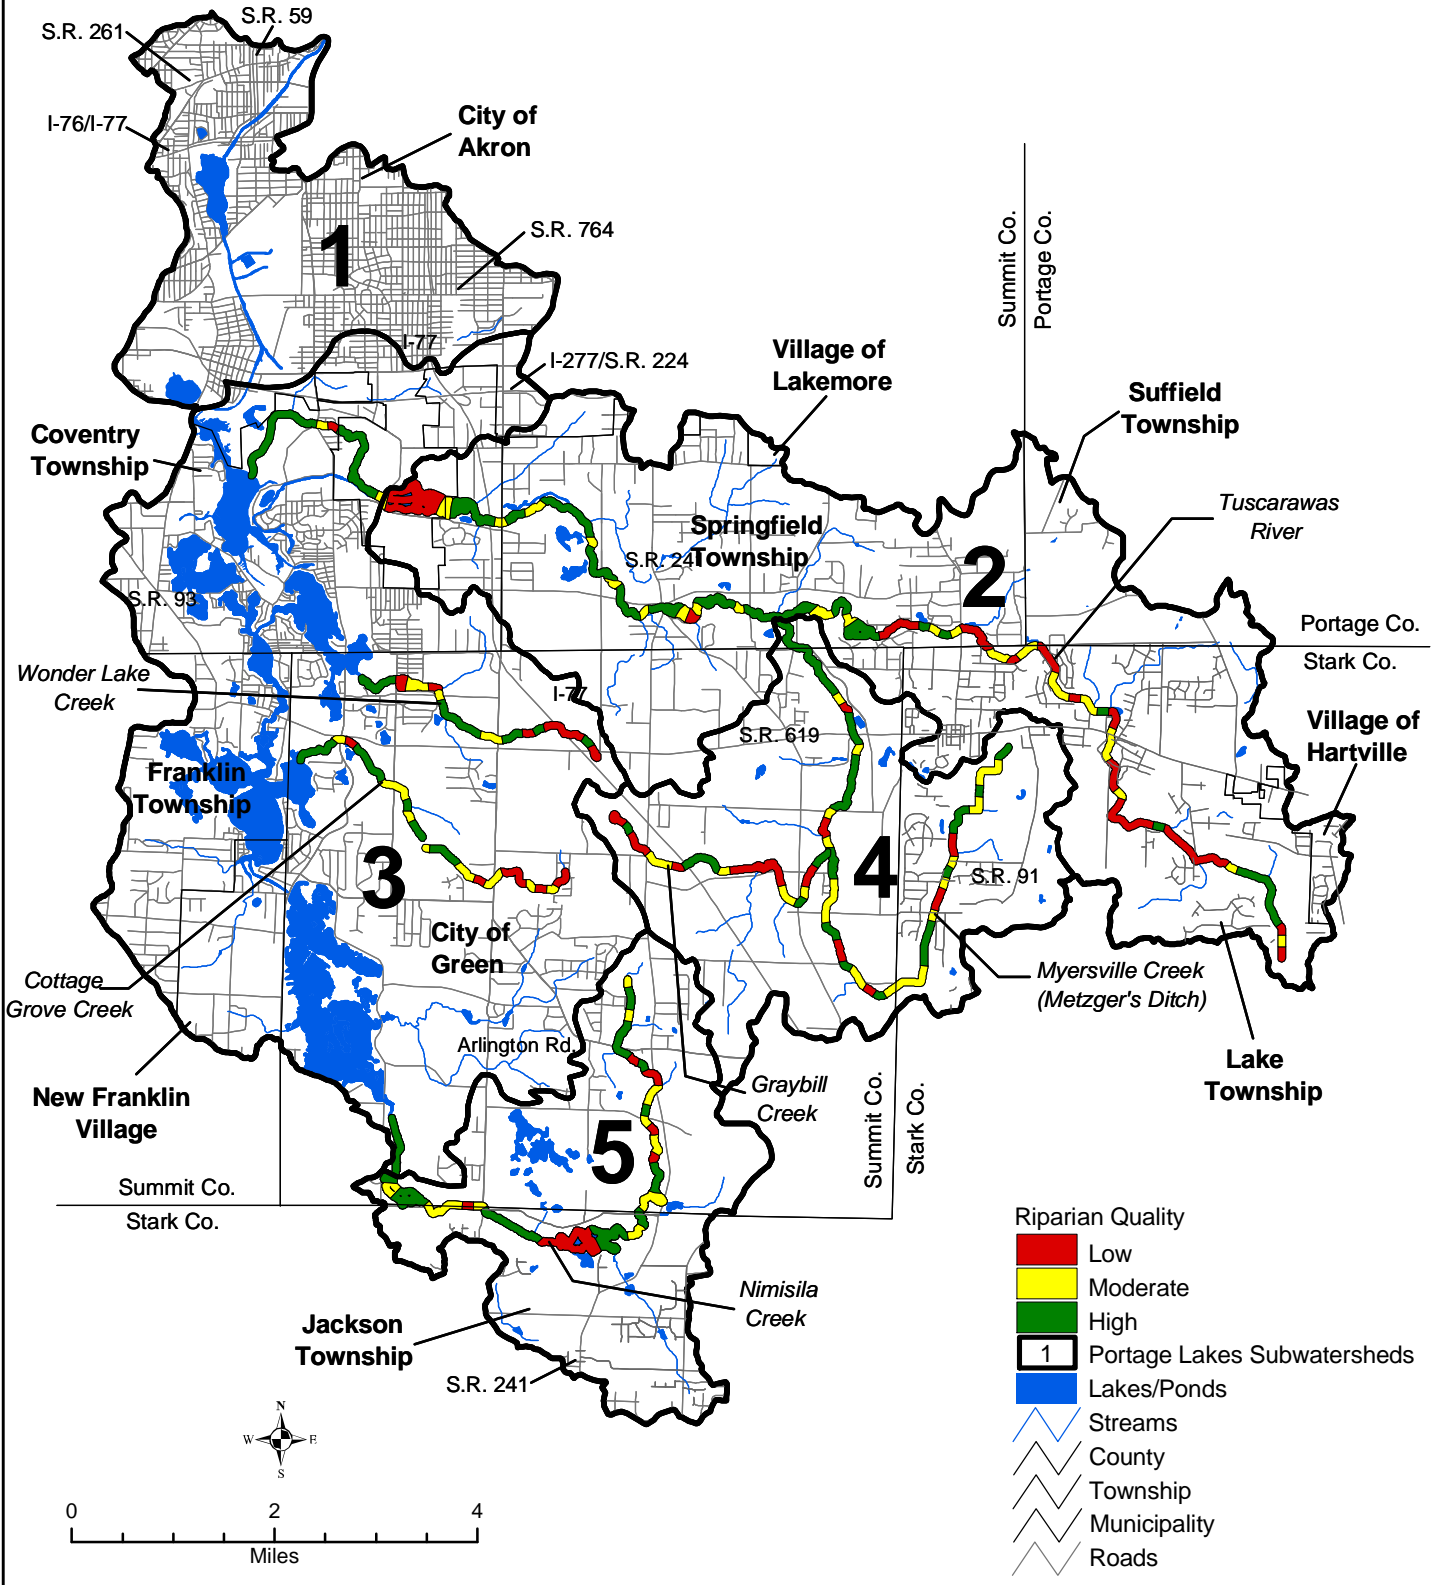 S.R. 59
S.R. 261
I-76/I-77
City of
Akron
S.R. 764
1
Summit Co.
Portage Co.
I-77
I-277/S.R. 224
Village of
Lakemore
Suffield
Township
Coventry
Township
Tuscarawas
River
Springfield
Township
S.R. 241
2
S.R. 93
Portage Co.
Stark Co.
Wonder Lake
Creek
I-77
S.R. 619
Village of
Hartville
Franklin
Township
3
4
S.R. 91
City of
Green
Cottage
Grove Creek
Myersville Creek
(Metzger's Ditch)
Arlington Rd.
Lake
Township
Graybill
Creek
New Franklin
Village
5
Summit Co.
Stark Co.
Summit Co.
Stark Co.
Nimisila
Creek
Jackson
Township
S.R. 241
N
W
E
S
0 2 4
Miles
Riparian Quality
Low
Moderate
High
1 Portage Lakes Subwatersheds
Lakes/Ponds
Streams
County
Township
Municipality
Roads